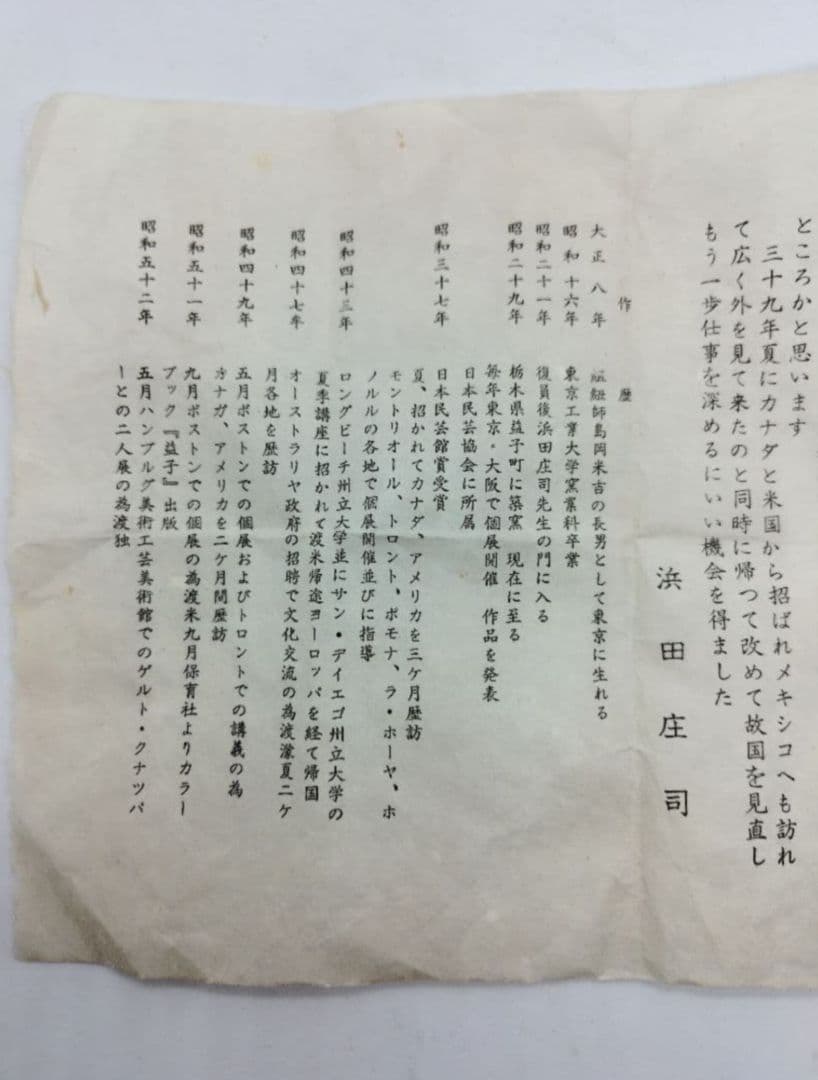 ところかと思います
三十九年夏にカナダと米国から招ばれメキシコへも訪れ
て広く外を見て来たのと同時に帰つて改めて故国を見直し
もう一歩仕事を深めるにいい機会を得ました
浜田庄司
作歴
大正八年 組紐師島岡米吉の長男として東京に生れる
昭和十六年 東京工業大学窯業科卒業
昭和二十一年 復員後浜田庄司先生の門に入る
昭和二十九年 栃木県益子町に築窯 現在に至る
毎年東京・大阪で個展開催 作品を発表
日本民芸協会に所属
昭和三十七年 日本民芸館賞受賞
夏、招かれてカナダ、アメリカを三ケ月歴訪
モントリオール、トロント、ポモナ、ラ・ホーヤ、ホ
ノルルの各地で個展開催並びに指導
昭和四十三年 ロングビーチ州立大学並にサン・デイエゴ州立大学の
夏季講座に招かれて渡米帰途ヨーロッパを経て帰国
昭和四十七年 オーストラリヤ政府の招聘で文化交流の為渡濠夏二ケ
月各地を歴訪
昭和四十九年 五月ボストンでの個展およびトロントでの講義の為
カナダ、アメリカを二ケ月間歴訪
昭和五十一年 九月ボストンでの個展の為渡米九月保育社よりカラー
ブック『益子』出版
昭和五十二年 五月ハンブルグ美術工芸美術館でのゲルト・クナツパ
ーとの二人展の為渡独